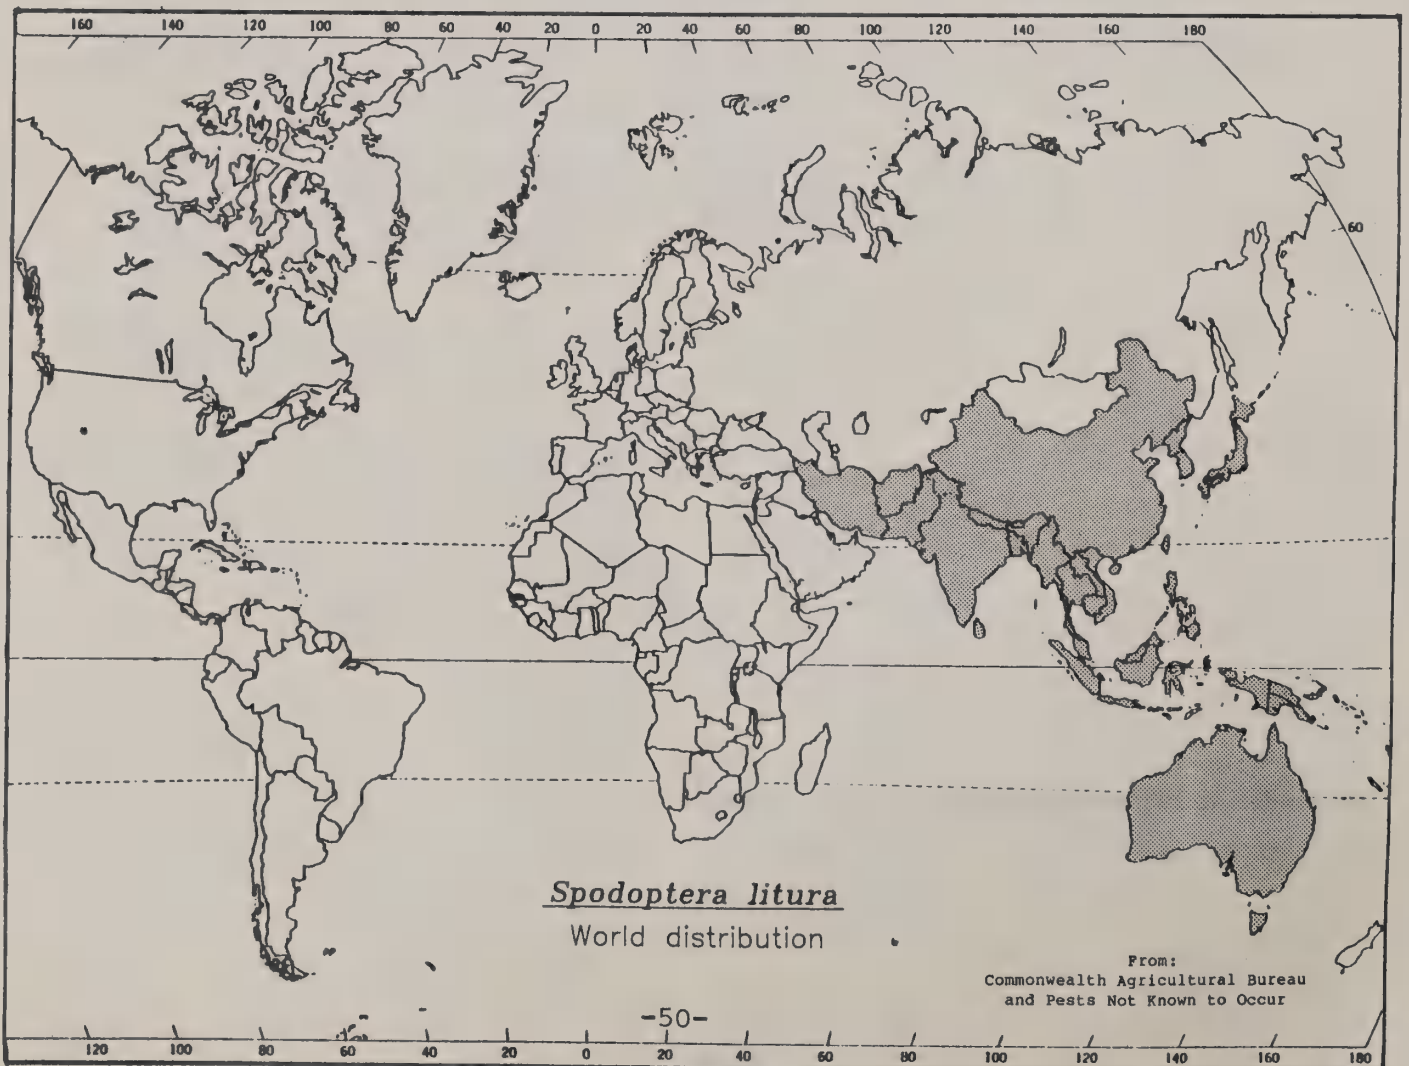 160 140 120 100 80 60 40 20 0 20 40 60 80 100 120 140 160 180
60
Spodoptera litura
World distribution
From:
Commonwealth Agricultural Bureau
and Pests Not Known to Occur
-50-
120 100 80 60 40 20 0 20 40 60 80 100 120 140 160 180